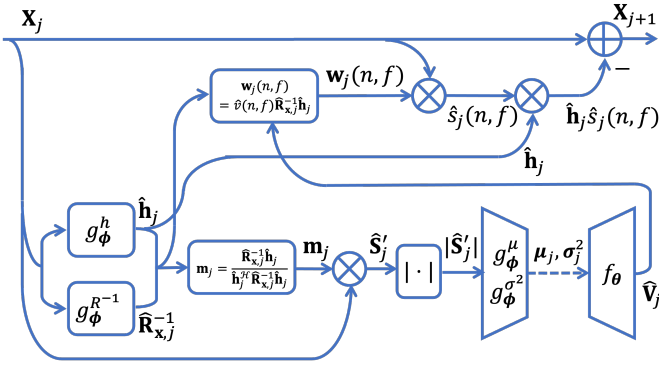 𝐗_j
𝐗_{j+1}
−
𝐰_j(n, f)
= v̂(n, f)𝐑̂_{𝐱,j}^{−1}𝐡̂_j
𝐰_j(n, f)
ŝ_j(n, f)
𝐡̂_j ŝ_j(n, f)
𝐡̂_j
𝐡̂_j
g_ϕ^h
g_ϕ^{R^{−1}}
𝐑̂_{𝐱,j}^{−1}
𝐦_j = 𝐑̂_{𝐱,j}^{−1}𝐡̂_j / 𝐡̂_j^ℋ 𝐑̂_{𝐱,j}^{−1}𝐡̂_j
𝐦_j
𝐒̂′_j
| · |
|𝐒̂′_j|
g_ϕ^μ
g_ϕ^{σ^2}
𝛍_j, 𝛔_j^2
f_θ
𝐕̂_j